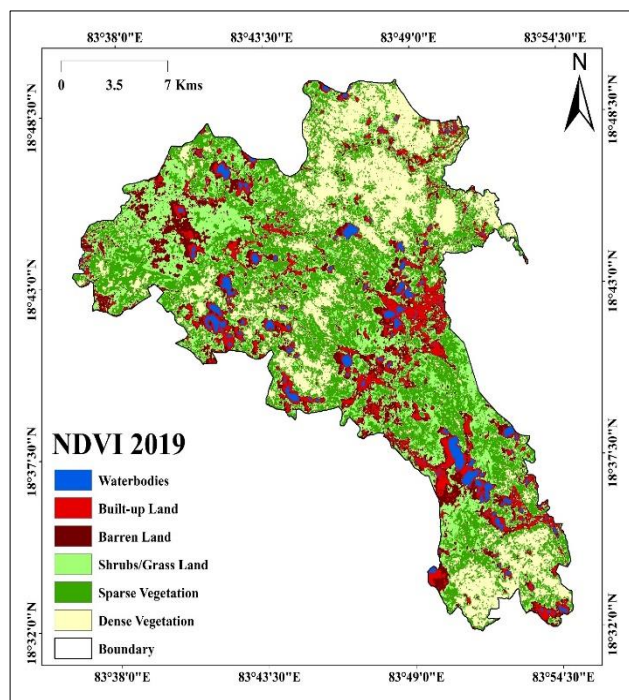 83°38'0"E 83°43'30"E 83°49'0"E 83°54'30"E
0 3.5 7 Kms
N
18°48'30"N
18°43'0"N
18°37'30"N
18°32'0"N
18°48'30"N
18°43'0"N
18°37'30"N
18°32'0"N
NDVI 2019
Waterbodies
Built-up Land
Barren Land
Shrubs/Grass Land
Sparse Vegetation
Dense Vegetation
Boundary
83°38'0"E 83°43'30"E 83°49'0"E 83°54'30"E